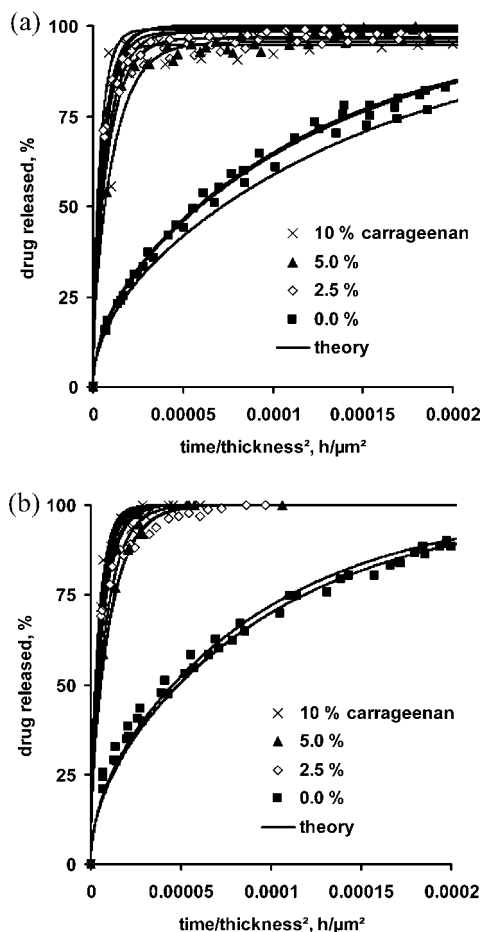 (a)
100
75
50
25
0
drug released, %
× 10 % carrageenan
▲ 5.0 %
◇ 2.5 %
■ 0.0 %
— theory
0 0.00005 0.0001 0.00015 0.0002
time/thickness², h/µm²
(b)
100
75
50
25
0
drug released, %
× 10 % carrageenan
▲ 5.0 %
◇ 2.5 %
■ 0.0 %
— theory
0 0.00005 0.0001 0.00015 0.0002
time/thickness², h/µm²